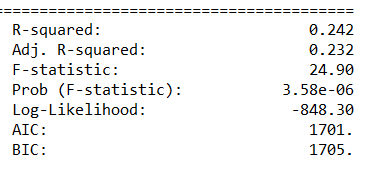 ==========================================
R-squared: 0.242
Adj. R-squared: 0.232
F-statistic: 24.90
Prob (F-statistic): 3.58e-06
Log-Likelihood: -848.30
AIC: 1701.
BIC: 1705.